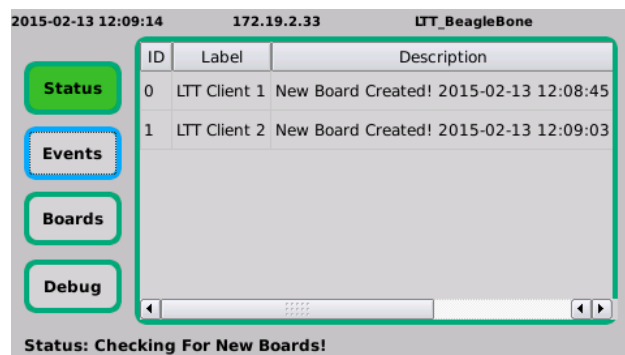 2015-02-13 12:09:14 172.19.2.33 LTT_BeagleBone
ID Label Description
Status
0 LTT Client 1 New Board Created! 2015-02-13 12:08:45
1 LTT Client 2 New Board Created! 2015-02-13 12:09:03
Events
Boards
Debug
Status: Checking For New Boards!